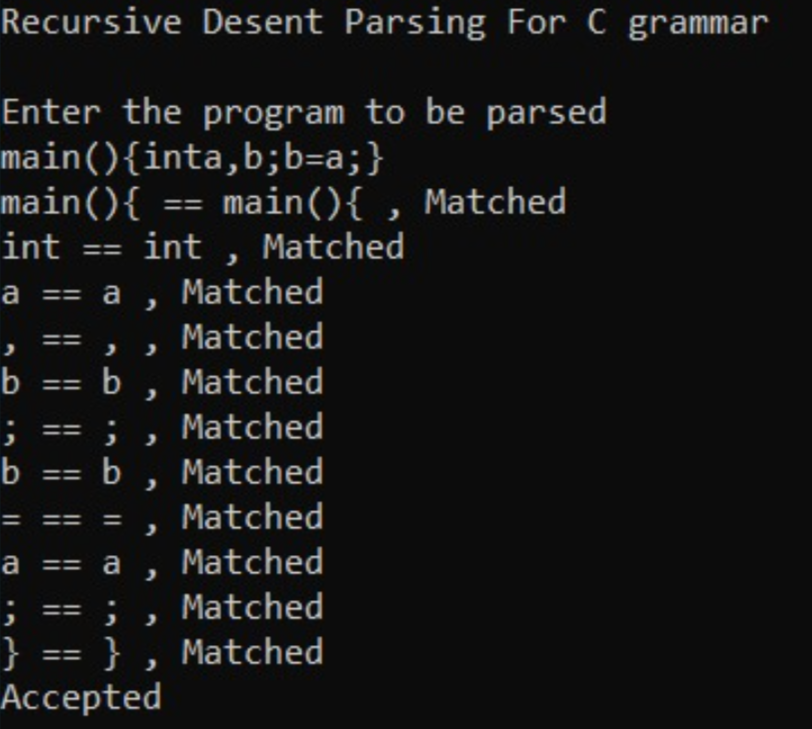 Recursive Desent Parsing For C grammar
Enter the program to be parsed
main(){inta,b;b=a;}
main(){ == main(){ , Matched
int == int , Matched
a == a , Matched
, == , , Matched
b == b , Matched
; == ; , Matched
b == b , Matched
= == = , Matched
a == a , Matched
; == ; , Matched
} == } , Matched
Accepted